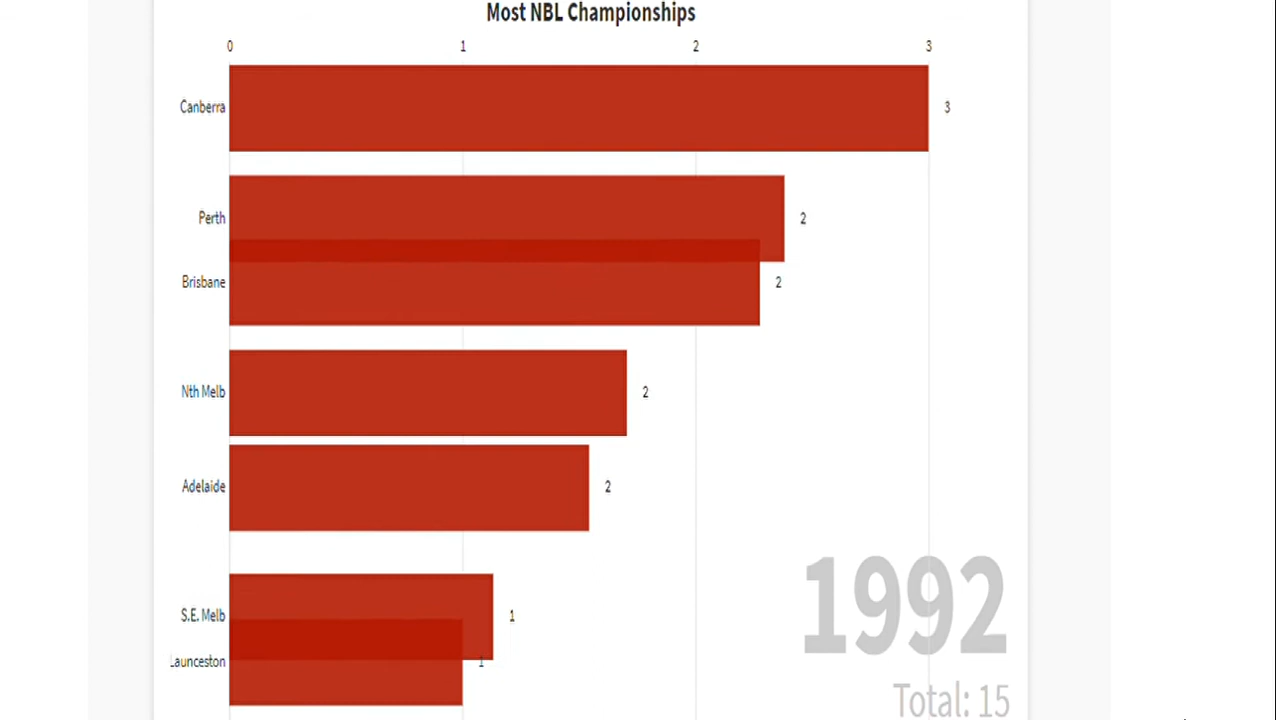 Most NBL Championships
0 1 2 3
Canberra 3
Perth 2
Brisbane 2
Nth Melb 2
Adelaide 2
S.E. Melb 1
Launceston 1
1992
Total: 15